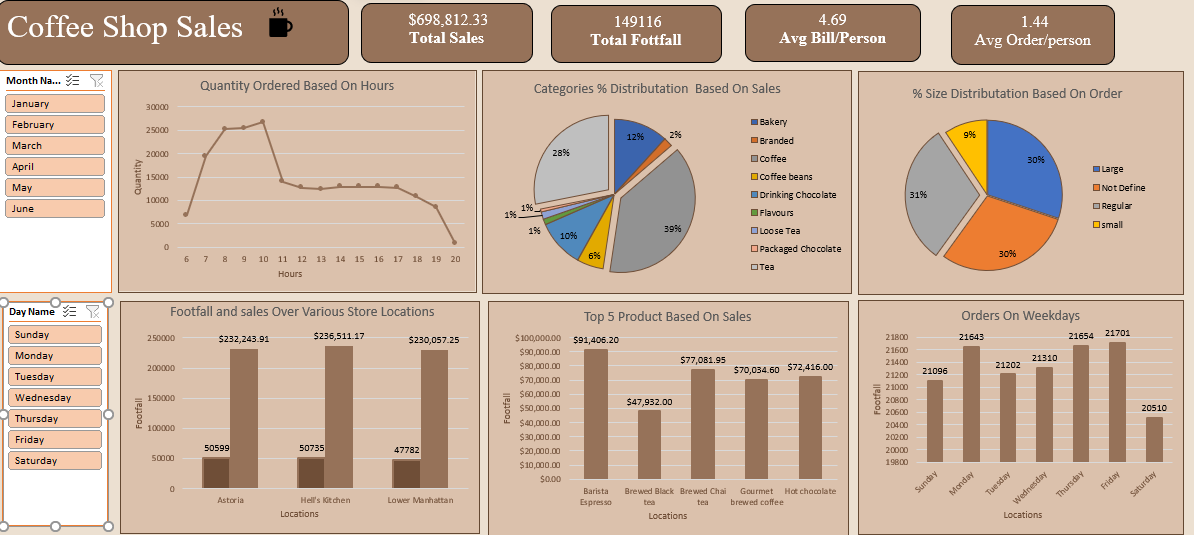 Coffee Shop Sales
$698,812.33
Total Sales
149116
Total Fottfall
4.69
Avg Bill/Person
1.44
Avg Order/person
Month Na...
January
February
March
April
May
June
Quantity Ordered Based On Hours
Quantity
30000
25000
20000
15000
10000
5000
0
6 7 8 9 10 11 12 13 14 15 16 17 18 19 20
Hours
Categories % Distributation Based On Sales
12%
2%
39%
6%
10%
1%
1%
1%
28%
Bakery
Branded
Coffee
Coffee beans
Drinking Chocolate
Flavours
Loose Tea
Packaged Chocolate
Tea
% Size Distributation Based On Order
30%
30%
31%
9%
Large
Not Define
Regular
small
Day Name
Sunday
Monday
Tuesday
Wednesday
Thursday
Friday
Saturday
Footfall and sales Over Various Store Locations
Footfall
250000
200000
150000
100000
50000
0
$232,243.91
$236,511.17
$230,057.25
50599
50735
47782
Astoria
Hell's Kitchen
Lower Manhattan
Locations
Top 5 Product Based On Sales
Footfall
$100,000.00
$90,000.00
$80,000.00
$70,000.00
$60,000.00
$50,000.00
$40,000.00
$30,000.00
$20,000.00
$10,000.00
$0.00
$91,406.20
$47,932.00
$77,081.95
$70,034.60
$72,416.00
Barista
Espresso
Brewed Black
tea
Brewed Chai
tea
Gourmet
brewed coffee
Hot chocolate
Locations
Orders On Weekdays
Footfall
21800
21600
21400
21200
21000
20800
20600
20400
20200
20000
19800
21096
21643
21202
21310
21654
21701
20510
Sunday
Monday
Tuesday
Wednesday
Thursday
Friday
Saturday
Locations